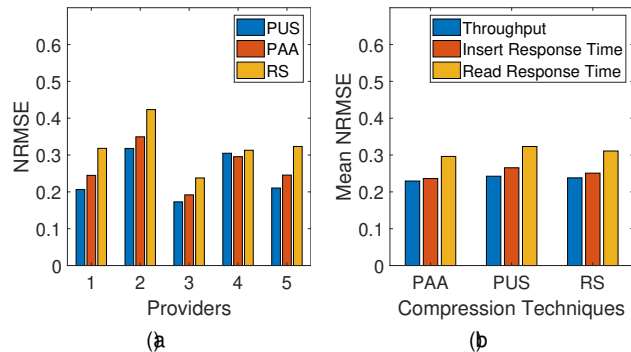 0.6
0.5
0.4
0.3
0.2
0.1
0
NRMSE
PUS
PAA
RS
1 2 3 4 5
Providers
(a)
0.6
0.5
0.4
0.3
0.2
0.1
0
Mean NRMSE
Throughput
Insert Response Time
Read Response Time
PAA PUS RS
Compression Techniques
(b)